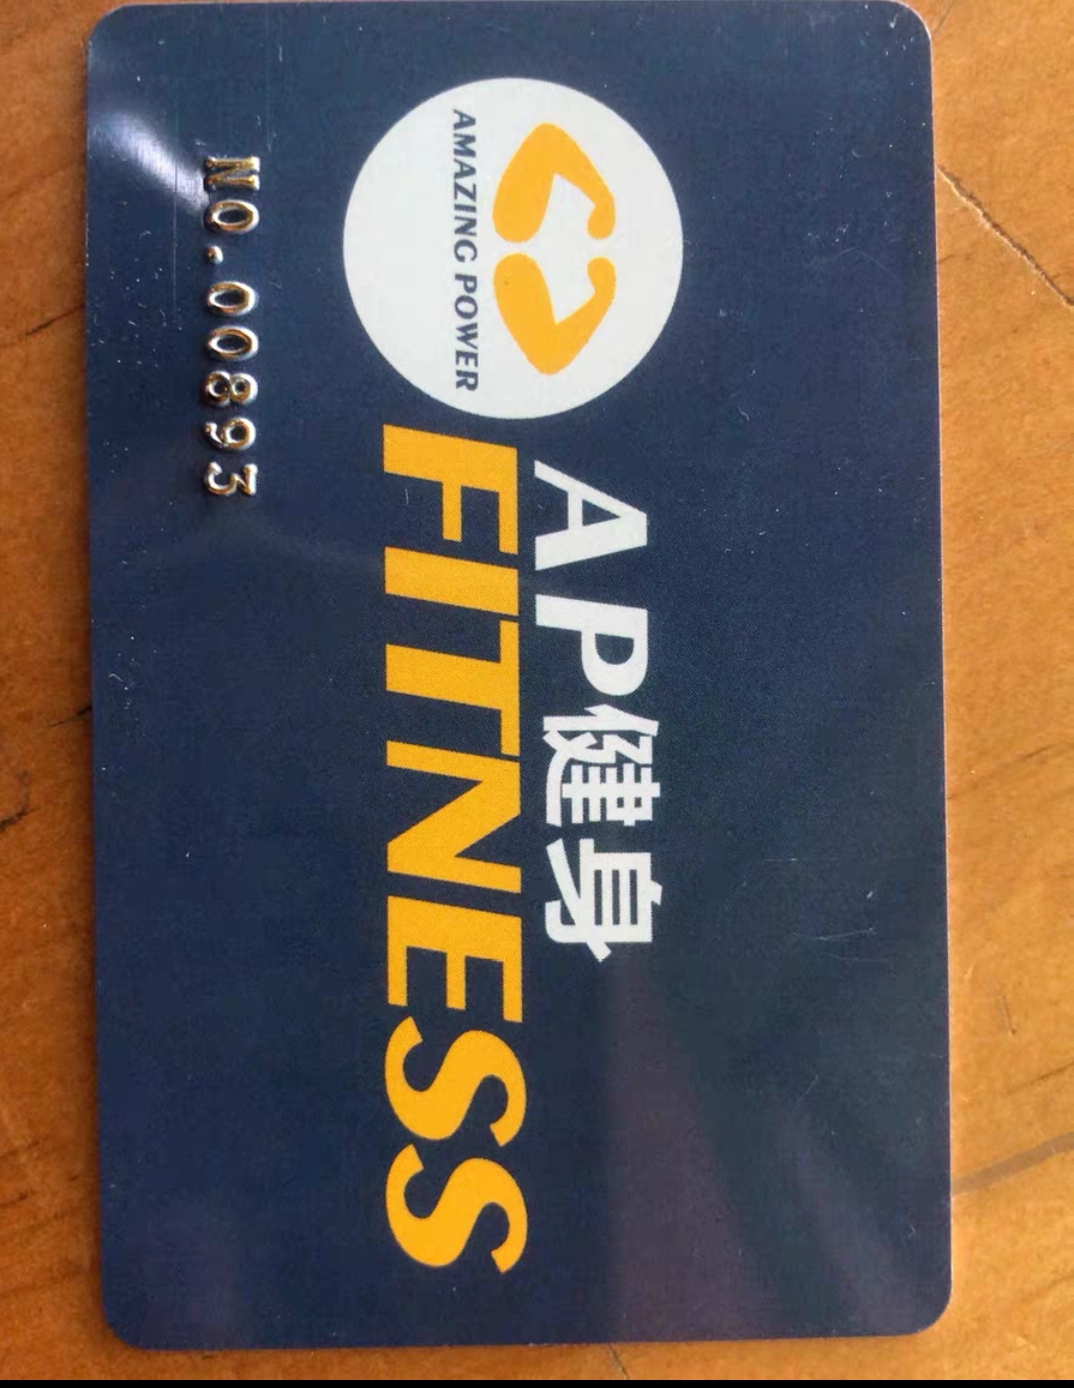 AMAZING POWER
AP健身
FITNESS
NO.00893